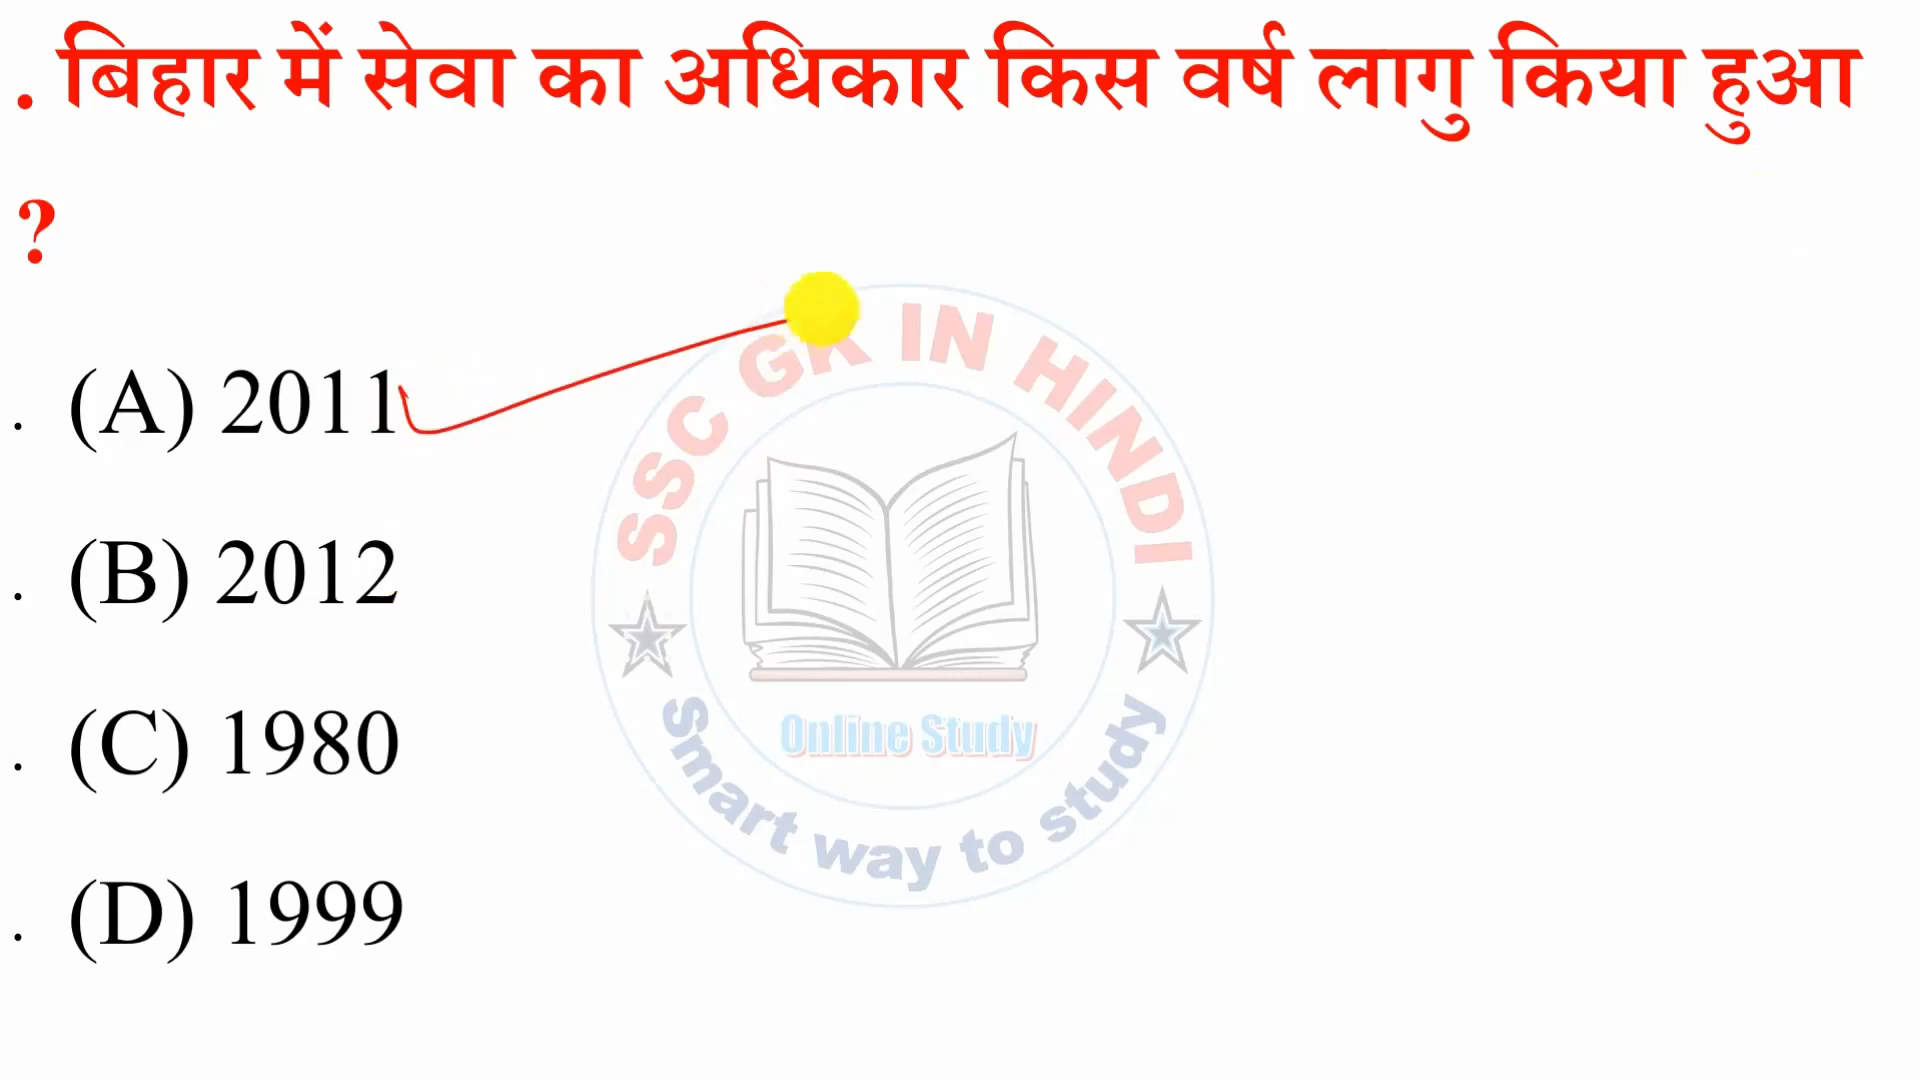 . बिहार में सेवा का अधिकार किस वर्ष लागु किया हुआ
?
. (A) 2011
. (B) 2012
. (C) 1980
. (D) 1999
SSC GK IN HINDI
Online Study
Smart way to study